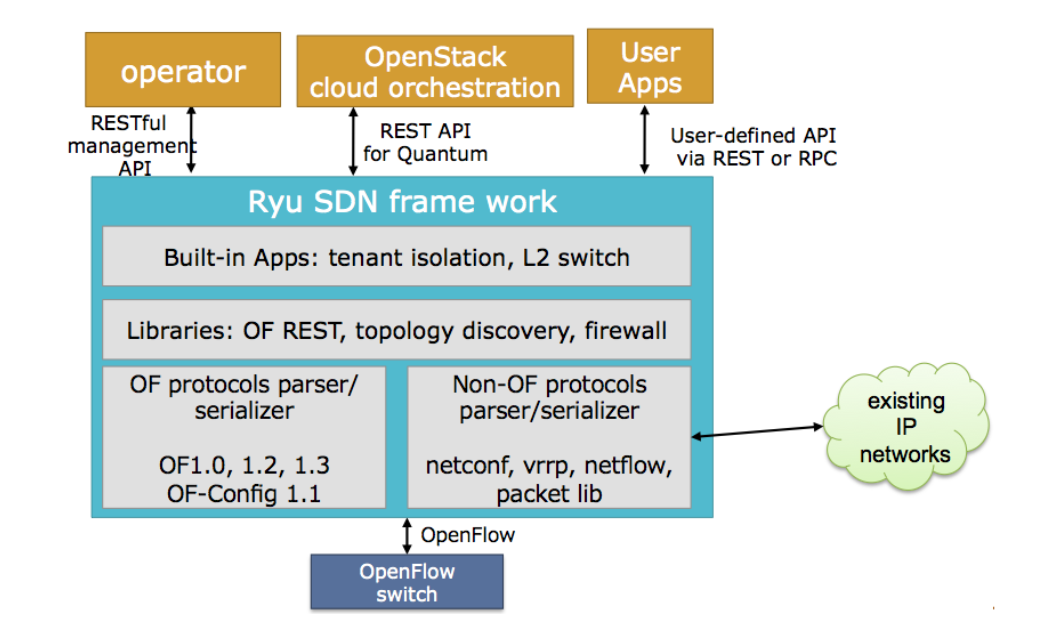 operator
OpenStack
cloud orchestration
User
Apps
RESTful
management
API
REST API
for Quantum
User-defined API
via REST or RPC
Ryu SDN frame work
Built-in Apps: tenant isolation, L2 switch
Libraries: OF REST, topology discovery, firewall
OF protocols parser/
serializer
OF1.0, 1.2, 1.3
OF-Config 1.1
Non-OF protocols
parser/serializer
netconf, vrrp, netflow,
packet lib
existing
IP
networks
OpenFlow
OpenFlow
switch